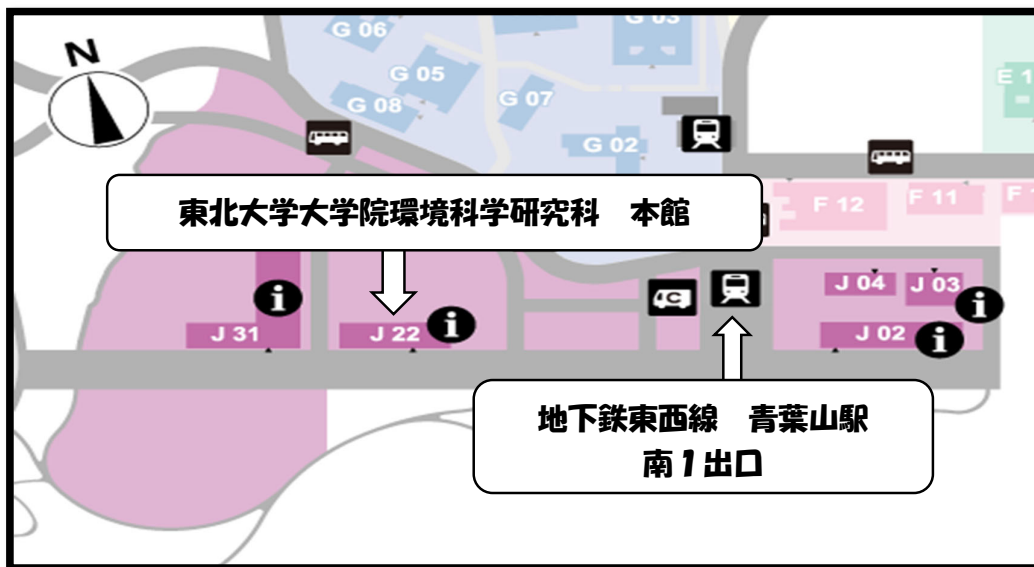 N
G 06
G 03
G 05
E 1
G 08
G 07
G 02
東北大学大学院環境科学研究科 本館
F 12
F 11
F 1
J 04
J 03
J 31
J 22
J 02
地下鉄東西線 青葉山駅
南1出口